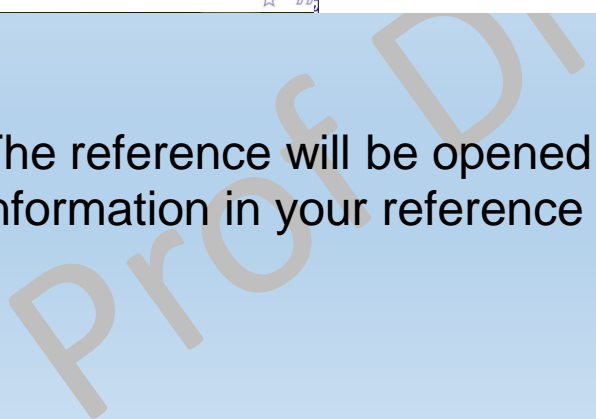 The reference will be opened
nformation in your reference
Prof D